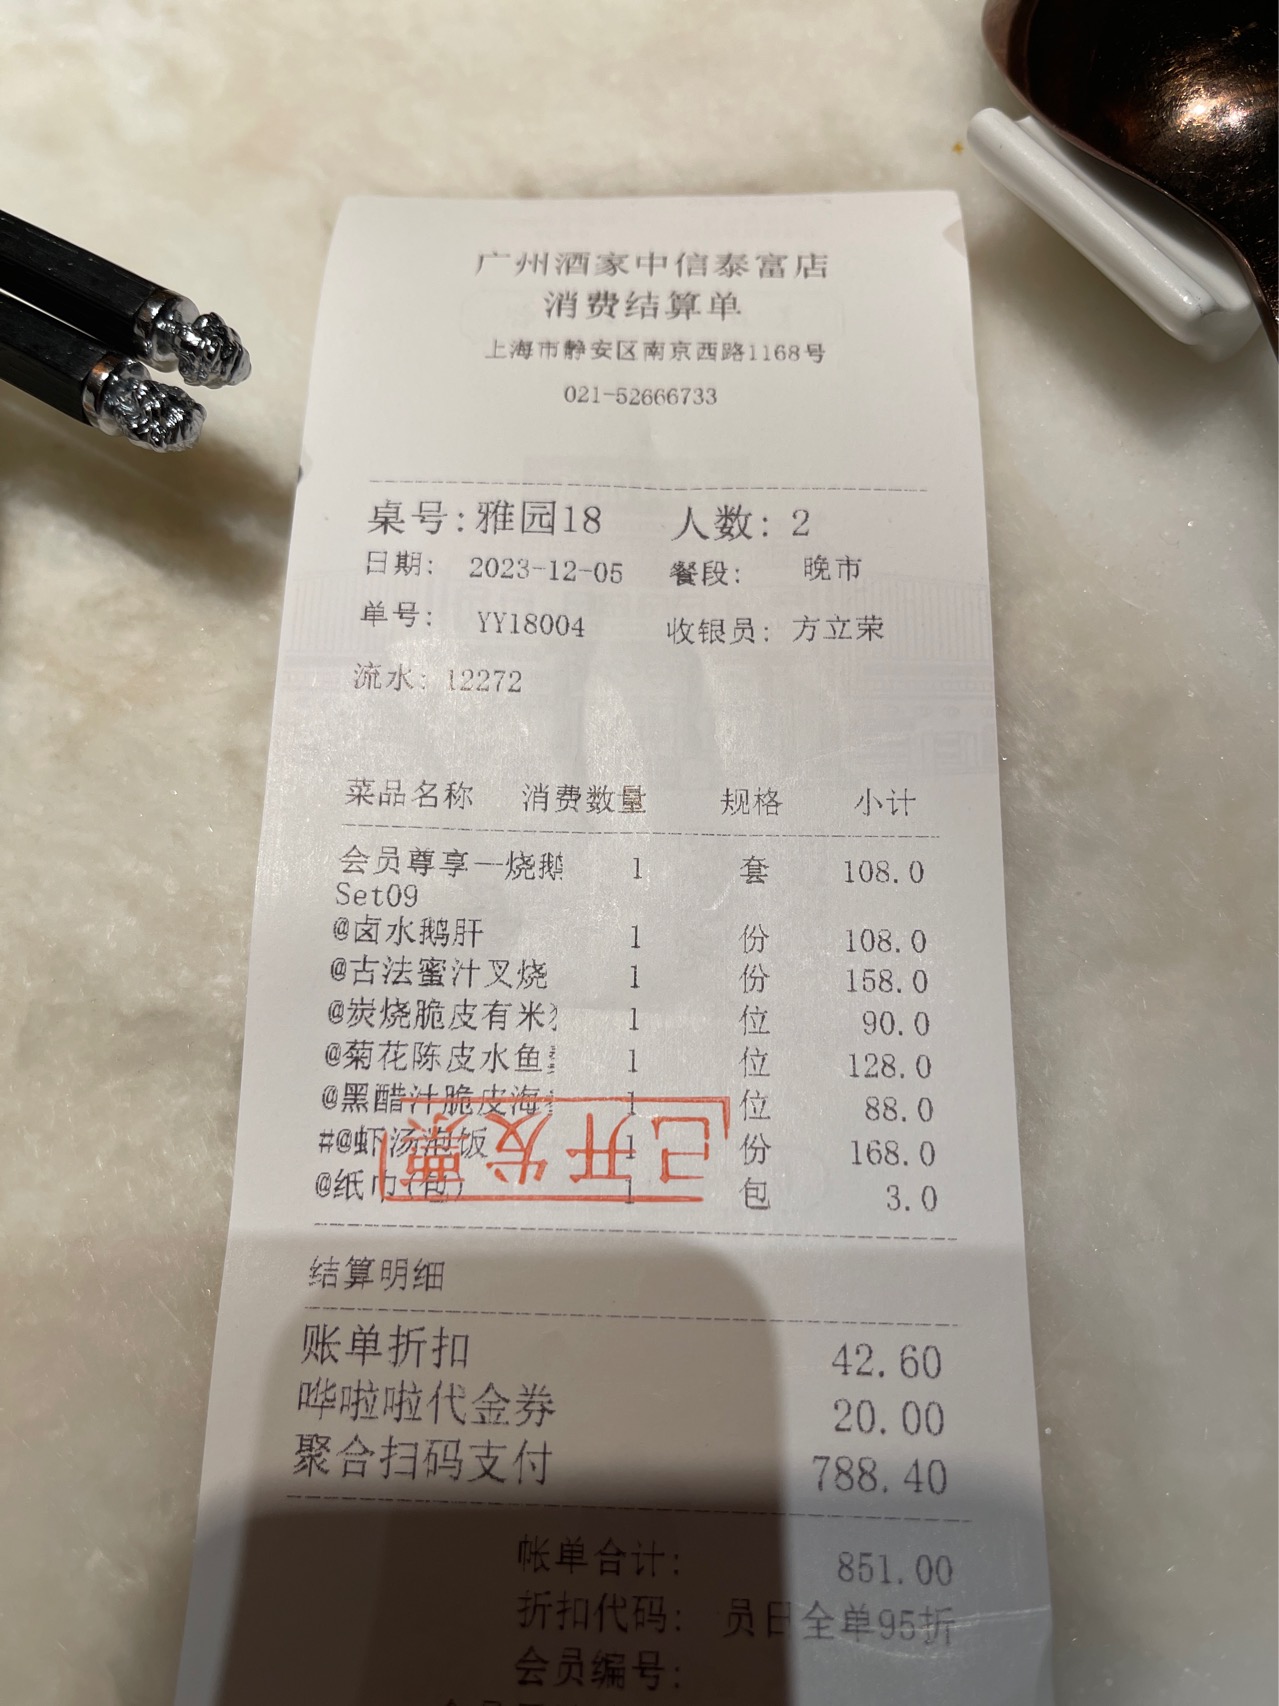 广州酒家中信泰富店
消费结算单
上海市静安区南京西路1168号
021-52666733
桌号:雅园18 人数: 2
日期: 2023-12-05 餐段: 晚市
单号: YY18004 收银员: 方立荣
流水: 12272
菜品名称 消费数量 规格 小计
会员尊享一烧鹅 1 套 108.0
Set09
@卤水鹅肝 1 份 108.0
@古法蜜汁叉烧 1 份 158.0
@炭烧脆皮有米 1 位 90.0
@菊花陈皮水鱼 1 位 128.0
@黑醋汁脆皮海 1 位 88.0
#@虾汤泡饭 1 份 168.0
@纸巾(包) 1 包 3.0
已开发票
结算明细
账单折扣 42.60
哗啦啦代金券 20.00
聚合扫码支付 788.40
帐单合计: 851.00
折扣代码: 员日全单95折
会员编号: